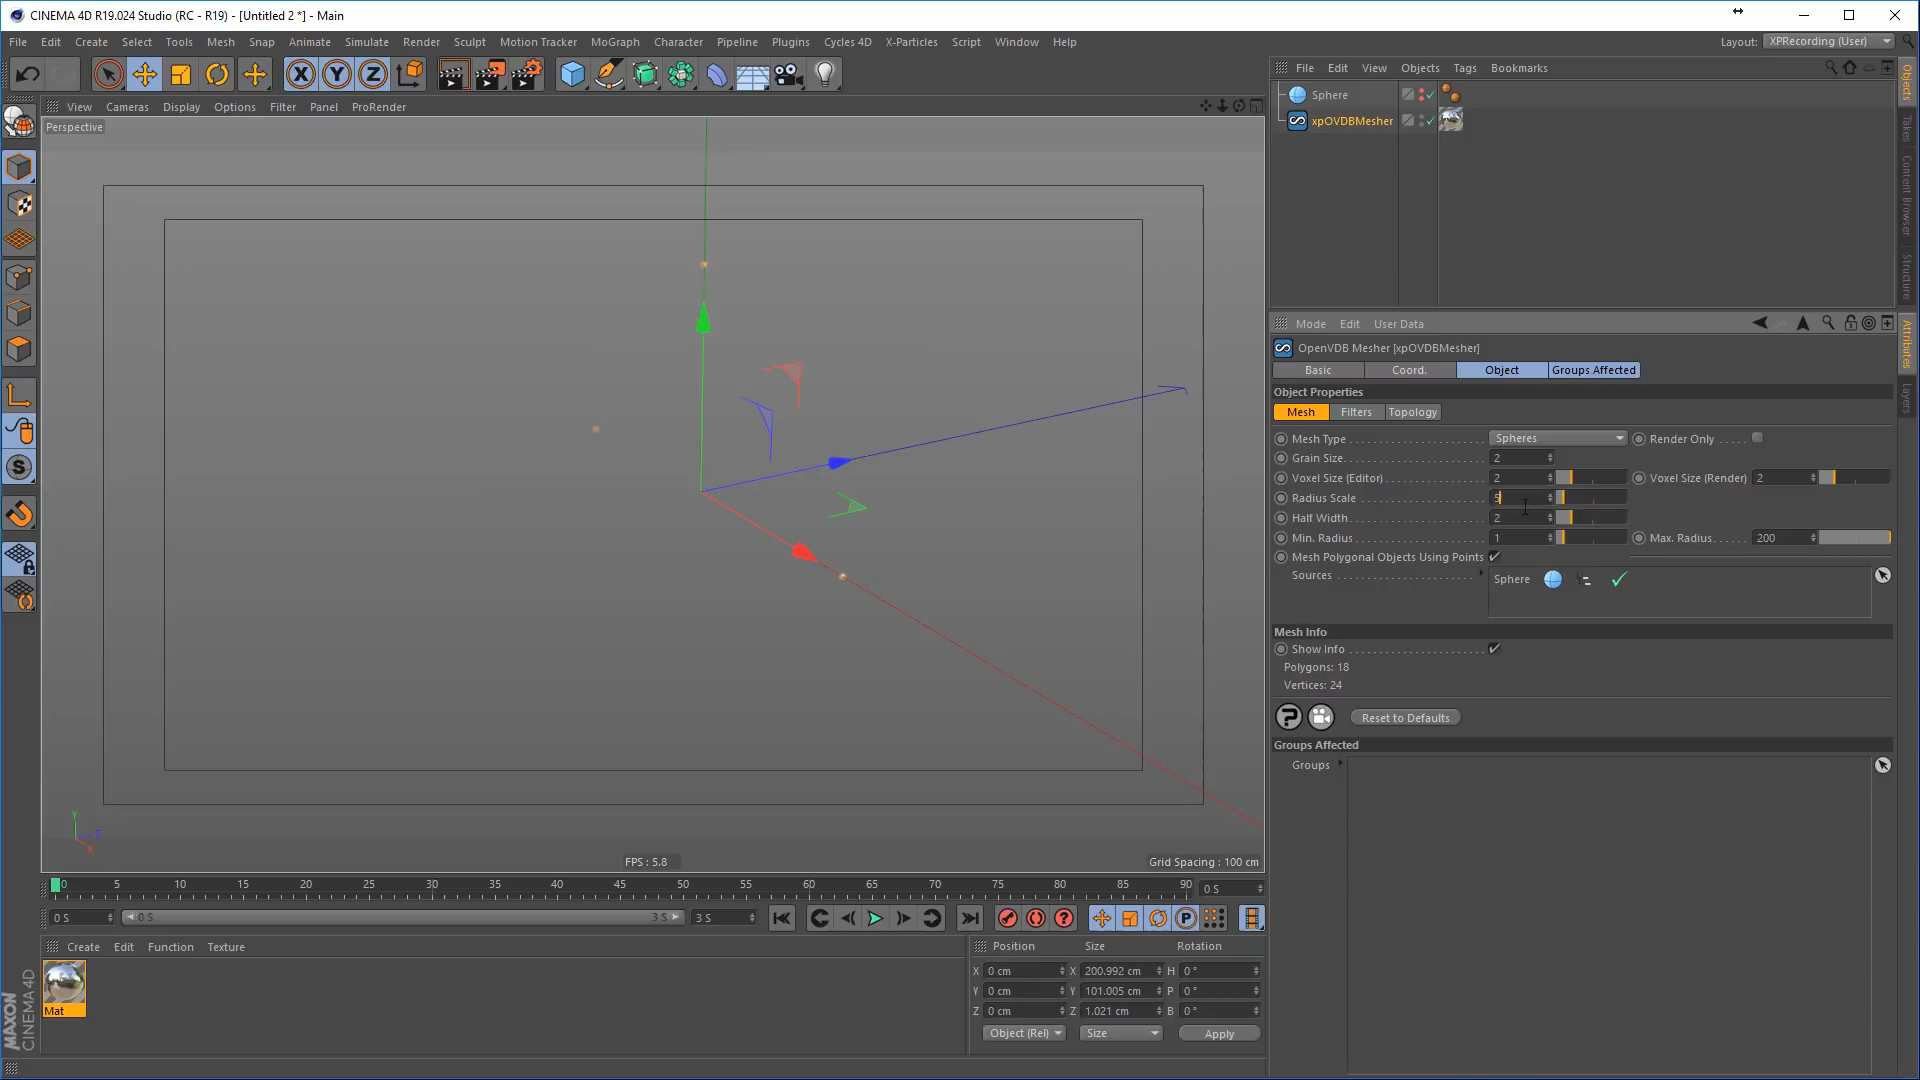 CINEMA 4D R19.024 Studio (RC - R19) - [Untitled 2 *] - Main
File Edit Create Select Tools Mesh Snap Animate Simulate Render Sculpt Motion Tracker MoGraph Character Pipeline Plugins Cycles 4D X-Particles Script Window Help
Layout: XPRecording (User)
X Y Z
File Edit View Objects Tags Bookmarks
Sphere
xpOVDBMesher
Objects
Takes
Content Browser
Structure
View Cameras Display Options Filter Panel ProRender
Perspective
Y
Z
X
FPS : 5.8
Grid Spacing : 100 cm
Mode Edit User Data
Attributes
Layers
OpenVDB Mesher [xpOVDBMesher]
Basic Coord. Object Groups Affected
Object Properties
Mesh Filters Topology
Mesh Type Spheres Render Only
Grain Size 2
Voxel Size (Editor) 2 Voxel Size (Render) 2
Radius Scale 5
Half Width 2
Min. Radius 1 Max. Radius 200
Mesh Polygonal Objects Using Points
Sources Sphere
Mesh Info
Show Info
Polygons: 18
Vertices: 24
Reset to Defaults
Groups Affected
Groups
0 5 10 15 20 25 30 35 40 45 50 55 60 65 70 75 80 85 90 0 S
0 S 0 S 3 S 3 S
P
Create Edit Function Texture
Mat
MAXON
CINEMA 4D
Position Size Rotation
X 0 cm X 200.992 cm H 0 °
Y 0 cm Y 101.005 cm P 0 °
Z 0 cm Z 1.021 cm B 0 °
Object (Rel) Size Apply